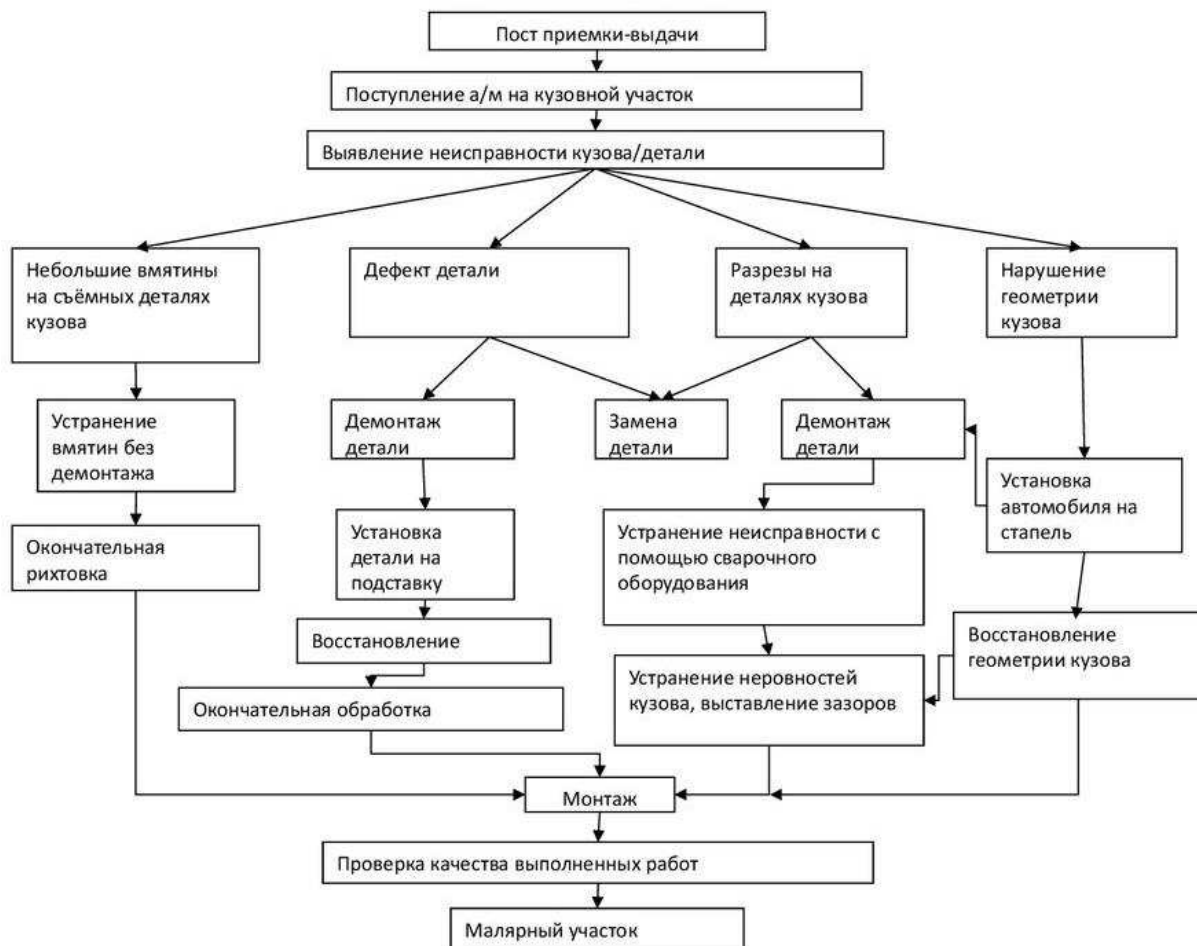 Пост приемки-выдачи
Поступление а/м на кузовной участок
Выявление неисправности кузова/детали
Небольшие вмятины
на съёмных деталях
кузова
Дефект детали
Разрезы на
деталях кузова
Нарушение
геометрии
кузова
Устранение
вмятин без
демонтажа
Демонтаж
детали
Замена
детали
Демонтаж
детали
Установка
автомобиля на
стапель
Окончательная
рихтовка
Установка
детали на
подставку
Устранение неисправности с
помощью сварочного
оборудования
Восстановление
Восстановление
геометрии кузова
Окончательная обработка
Устранение неровностей
кузова, выставление зазоров
Монтаж
Проверка качества выполненных работ
Малярный участок